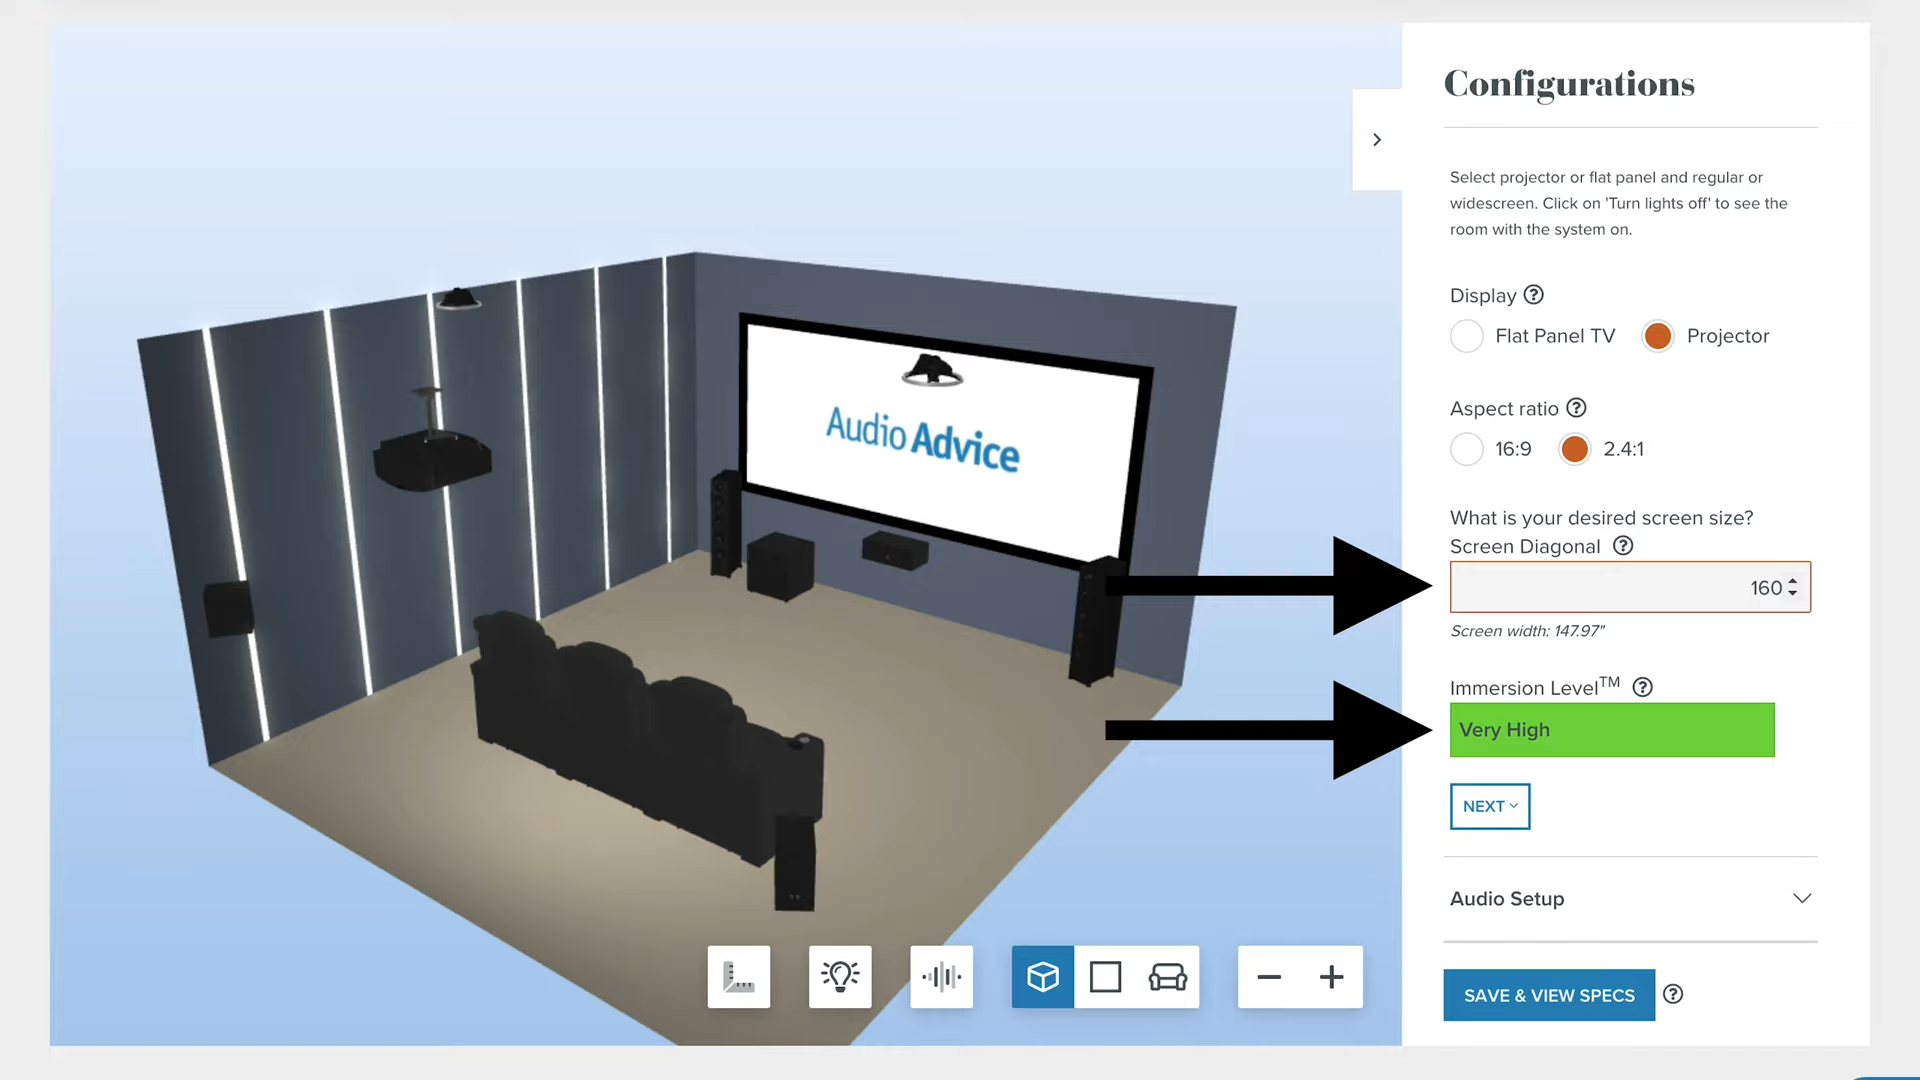 Configurations
Select projector or flat panel and regular or
widescreen. Click on 'Turn lights off' to see the
room with the system on.
Display
Flat Panel TV Projector
Aspect ratio
16:9 2.4:1
What is your desired screen size?
Screen Diagonal
160
Screen width: 147.97"
Immersion Level™
Very High
NEXT
Audio Setup
SAVE & VIEW SPECS
Audio Advice